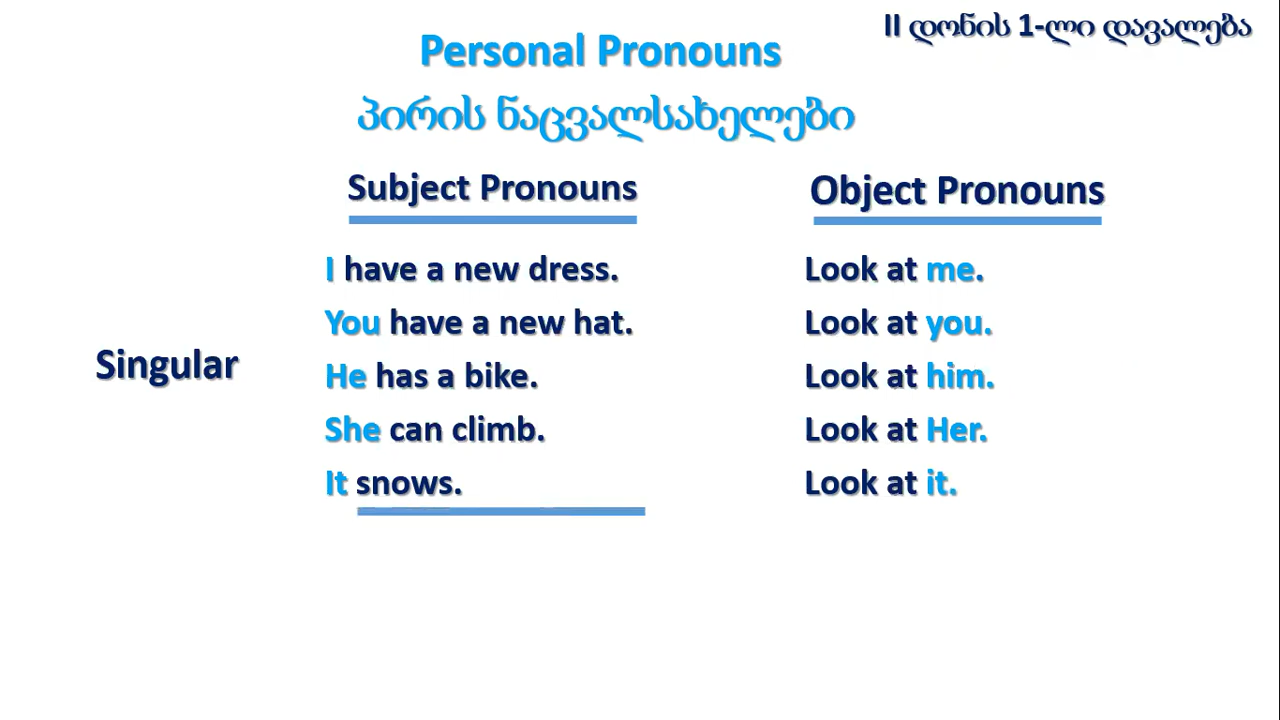 II დონის 1-ლი დავალება
Personal Pronouns
პირის ნაცვალსახელები
Subject Pronouns
Object Pronouns
Singular
I have a new dress.
You have a new hat.
He has a bike.
She can climb.
It snows.
Look at me.
Look at you.
Look at him.
Look at Her.
Look at it.